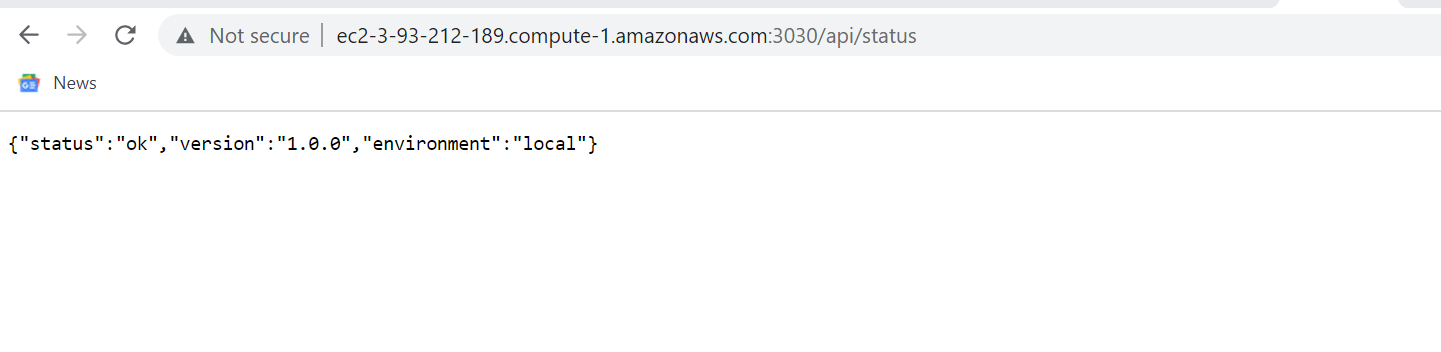 Not secure | ec2-3-93-212-189.compute-1.amazonaws.com:3030/api/status
GE News
{"status":"ok","version":"1.0.0","environment":"local"}